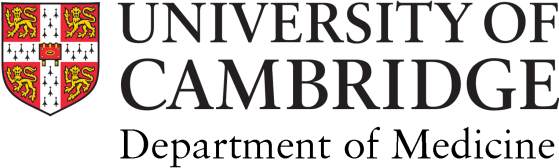 UNIVERSITY OF
CAMBRIDGE
Department of Medicine